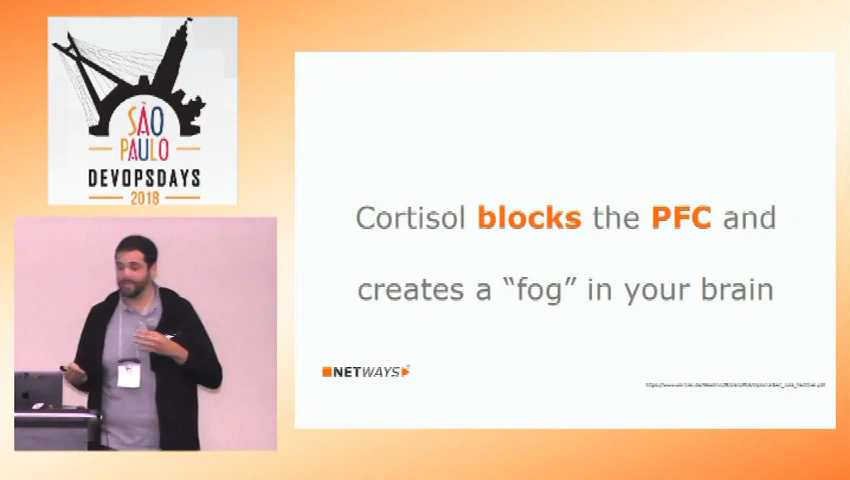 SÃO
PAULO
DEVOPSDAYS
2018
Cortisol blocks the PFC and
creates a “fog” in your brain
NETWAYS